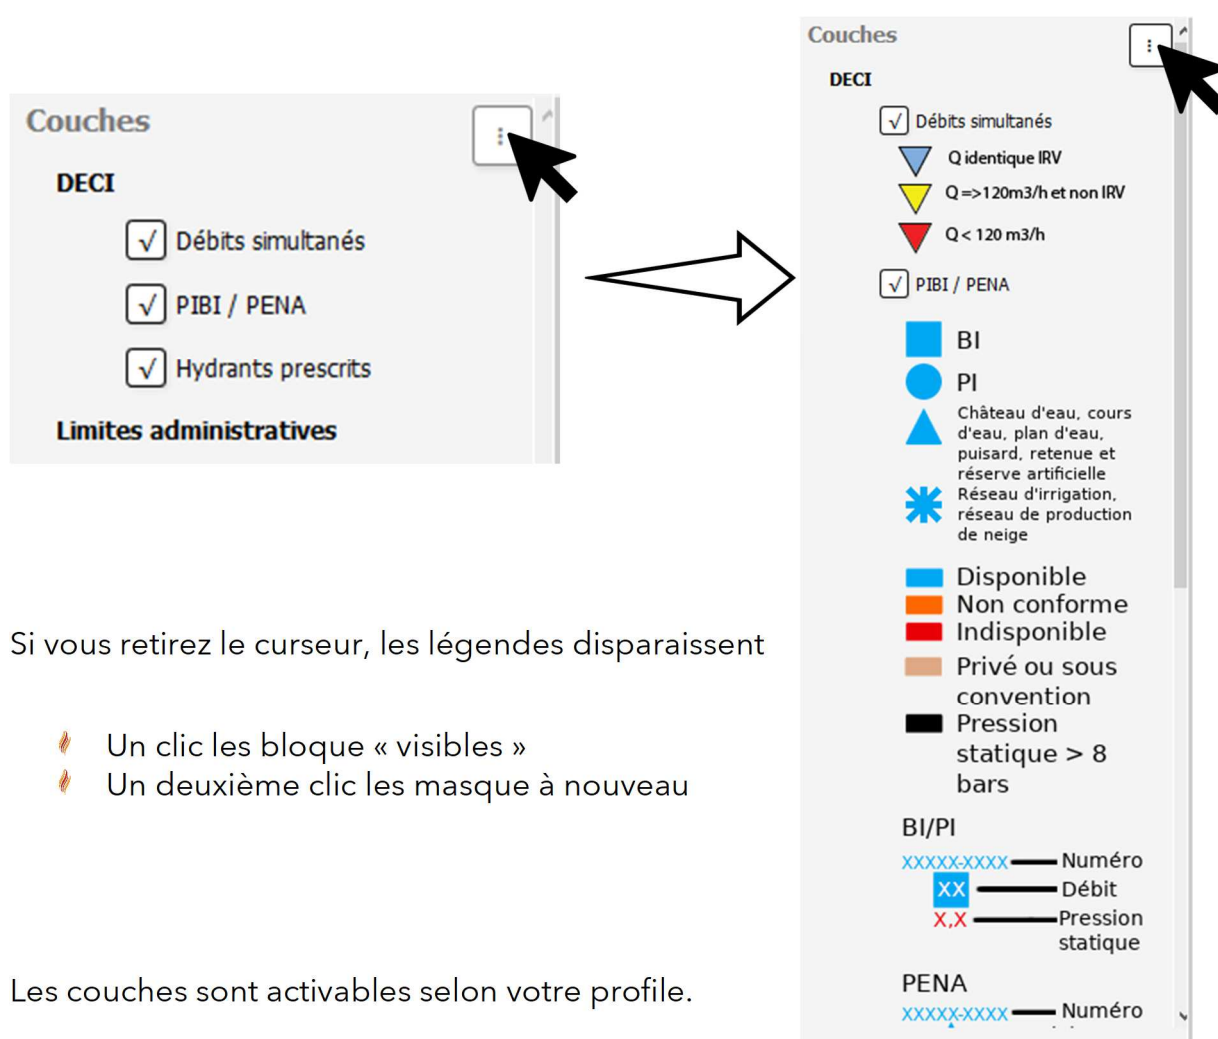 Couches
DECI
√ Débits simultanés
√ PIBI / PENA
√ Hydrants prescrits
Limites administratives
Si vous retirez le curseur, les légendes disparaissent
Un clic les bloque « visibles »
Un deuxième clic les masque à nouveau
Les couches sont activables selon votre profile.
Couches
DECI
√ Débits simultanés
Q identique IRV
Q =>120m3/h et non IRV
Q < 120 m3/h
√ PIBI / PENA
BI
PI
Château d'eau, cours
d'eau, plan d'eau,
puisard, retenue et
réserve artificielle
Réseau d'irrigation,
réseau de production
de neige
Disponible
Non conforme
Indisponible
Privé ou sous
convention
Pression
statique > 8
bars
BI/PI
XXXXX-XXXX Numéro
XX Débit
X,X Pression
statique
PENA
XXXXX-XXXX Numéro